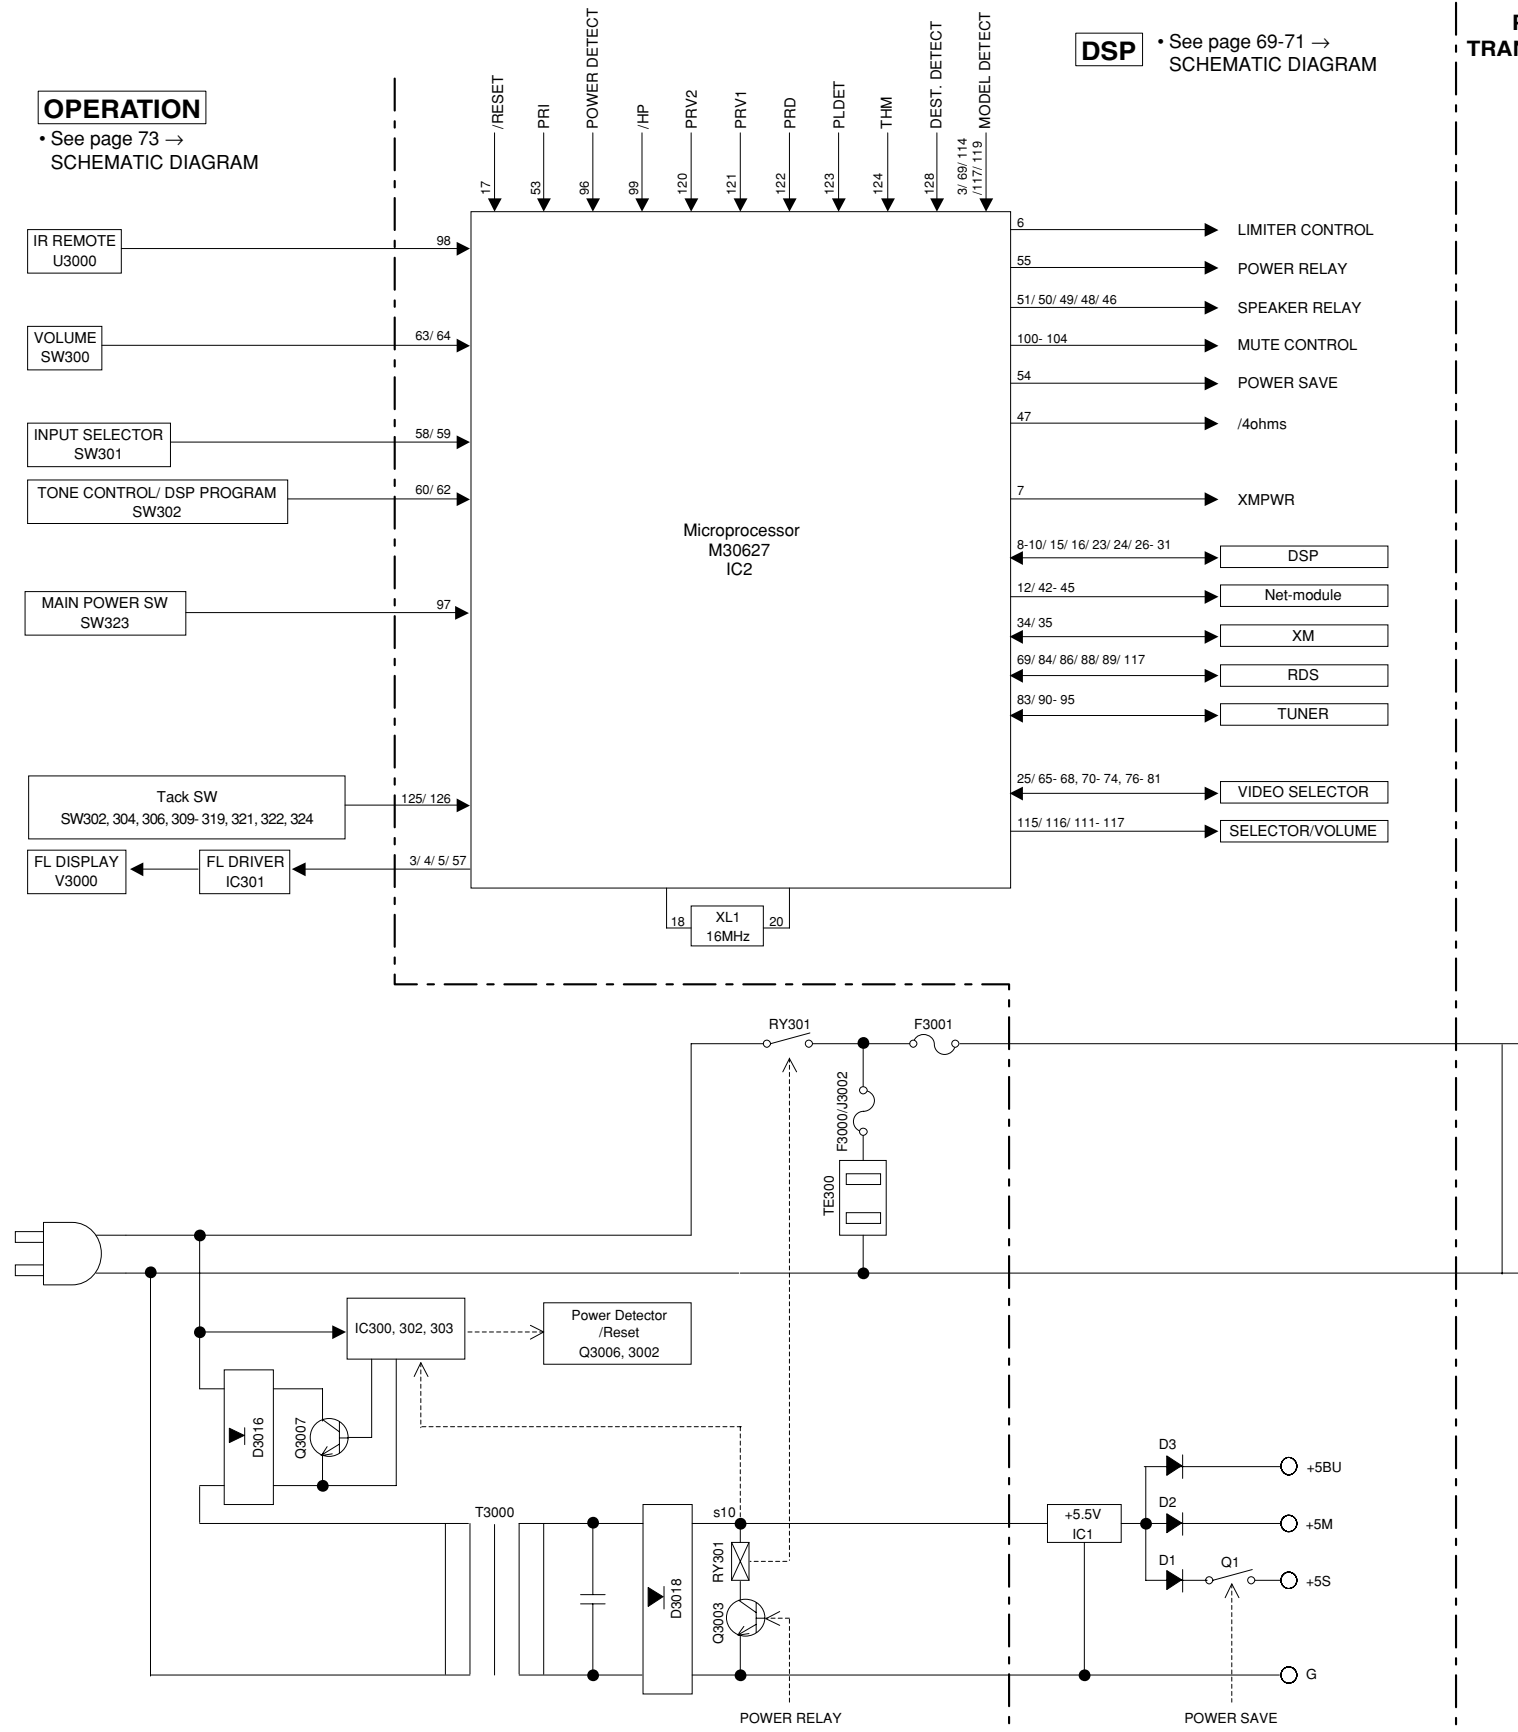 OPERATION
• See page 73 →
SCHEMATIC DIAGRAM
DSP
• See page 69-71 →
SCHEMATIC DIAGRAM
/RESET
PRI
POWER DETECT
/HP
PRV2
PRV1
PRD
PLDET
THM
DEST. DETECT
MODEL DETECT
17
53
96
99
120
121
122
123
124
128
3/ 69/ 114
/117/ 119
IR REMOTE
U3000
98
VOLUME
SW300
63/ 64
INPUT SELECTOR
SW301
58/ 59
TONE CONTROL/ DSP PROGRAM
SW302
60/ 62
MAIN POWER SW
SW323
97
Tack SW
SW302, 304, 306, 309- 319, 321, 322, 324
125/ 126
FL DISPLAY
V3000
FL DRIVER
IC301
3/ 4/ 5/ 57
Microprocessor
M30627
IC2
6
LIMITER CONTROL
55
POWER RELAY
51/ 50/ 49/ 48/ 46
SPEAKER RELAY
100- 104
MUTE CONTROL
54
POWER SAVE
47
/4ohms
7
XMPWR
8-10/ 15/ 16/ 23/ 24/ 26- 31
DSP
12/ 42- 45
Net-module
34/ 35
XM
69/ 84/ 86/ 88/ 89/ 117
RDS
83/ 90- 95
TUNER
25/ 65- 68, 70- 74, 76- 81
VIDEO SELECTOR
115/ 116/ 111- 117
SELECTOR/VOLUME
18
XL1
16MHz
20
RY301
F3001
F3000/J3002
TE300
IC300, 302, 303
Power Detector
/Reset
Q3006, 3002
D3016
Q3007
T3000
D3018
s10
RY301
Q3003
POWER RELAY
+5.5V
IC1
D3
+5BU
D2
+5M
D1
Q1
+5S
G
POWER SAVE